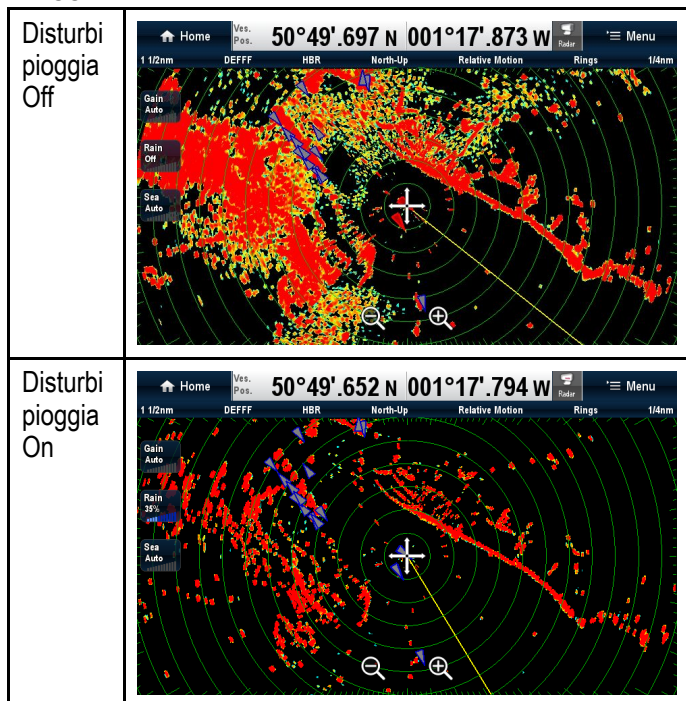 Disturbi
pioggia
Off
Home Ves. Pos. 50°49'.697 N 001°17'.873 W Radar Menu
1 1/2nm DEFFF HBR North-Up Relative Motion Rings 1/4nm
Gain
Auto
Rain
Off
Sea
Auto
Disturbi
pioggia
On
Home Ves. Pos. 50°49'.652 N 001°17'.794 W Radar Menu
1 1/2nm DEFFF HBR North-Up Relative Motion Rings 1/4nm
Gain
Auto
Rain
35%
Sea
Auto